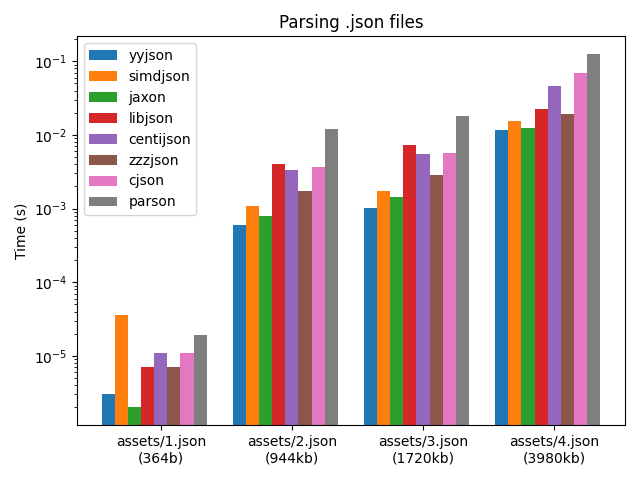 Parsing .json files
yyjson
simdjson
jaxon
libjson
centijson
zzzjson
cjson
parson
Time (s)
10⁻¹
10⁻²
10⁻³
10⁻⁴
10⁻⁵
assets/1.json
(364b)
assets/2.json
(944kb)
assets/3.json
(1720kb)
assets/4.json
(3980kb)